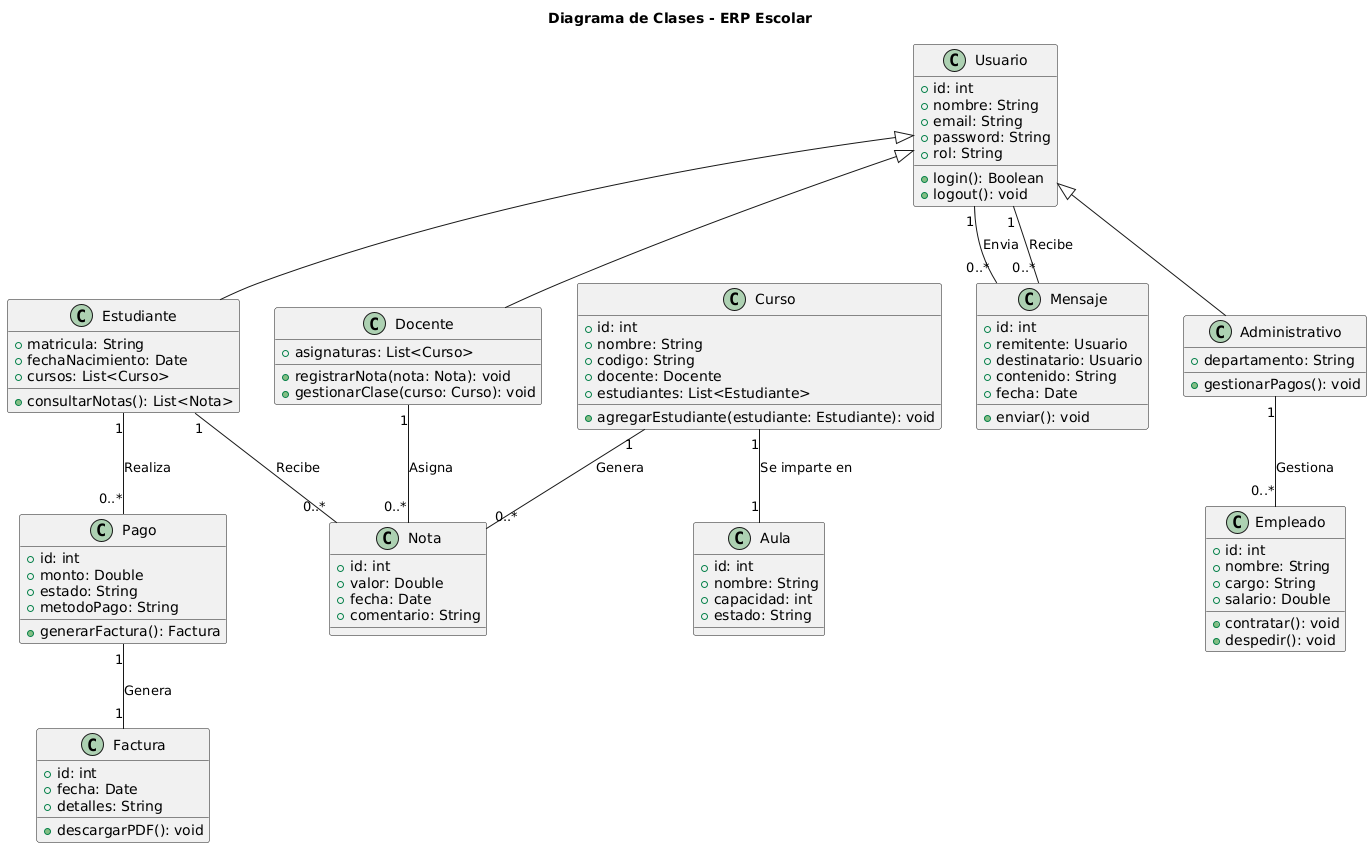 Diagrama de Clases - ERP Escolar
C Usuario
id: int
nombre: String
email: String
password: String
rol: String
login(): Boolean
logout(): void
1
1
Envia
Recibe
0..*
0..*
C Estudiante
matricula: String
fechaNacimiento: Date
cursos: List<Curso>
consultarNotas(): List<Nota>
C Docente
asignaturas: List<Curso>
registrarNota(nota: Nota): void
gestionarClase(curso: Curso): void
C Curso
id: int
nombre: String
codigo: String
docente: Docente
estudiantes: List<Estudiante>
agregarEstudiante(estudiante: Estudiante): void
C Mensaje
id: int
remitente: Usuario
destinatario: Usuario
contenido: String
fecha: Date
enviar(): void
C Administrativo
departamento: String
gestionarPagos(): void
1
Realiza
0..*
1
Recibe
0..*
1
Asigna
0..*
1
Genera
0..*
1
Se imparte en
1
1
Gestiona
0..*
C Pago
id: int
monto: Double
estado: String
metodoPago: String
generarFactura(): Factura
C Nota
id: int
valor: Double
fecha: Date
comentario: String
C Aula
id: int
nombre: String
capacidad: int
estado: String
C Empleado
id: int
nombre: String
cargo: String
salario: Double
contratar(): void
despedir(): void
1
Genera
1
C Factura
id: int
fecha: Date
detalles: String
descargarPDF(): void